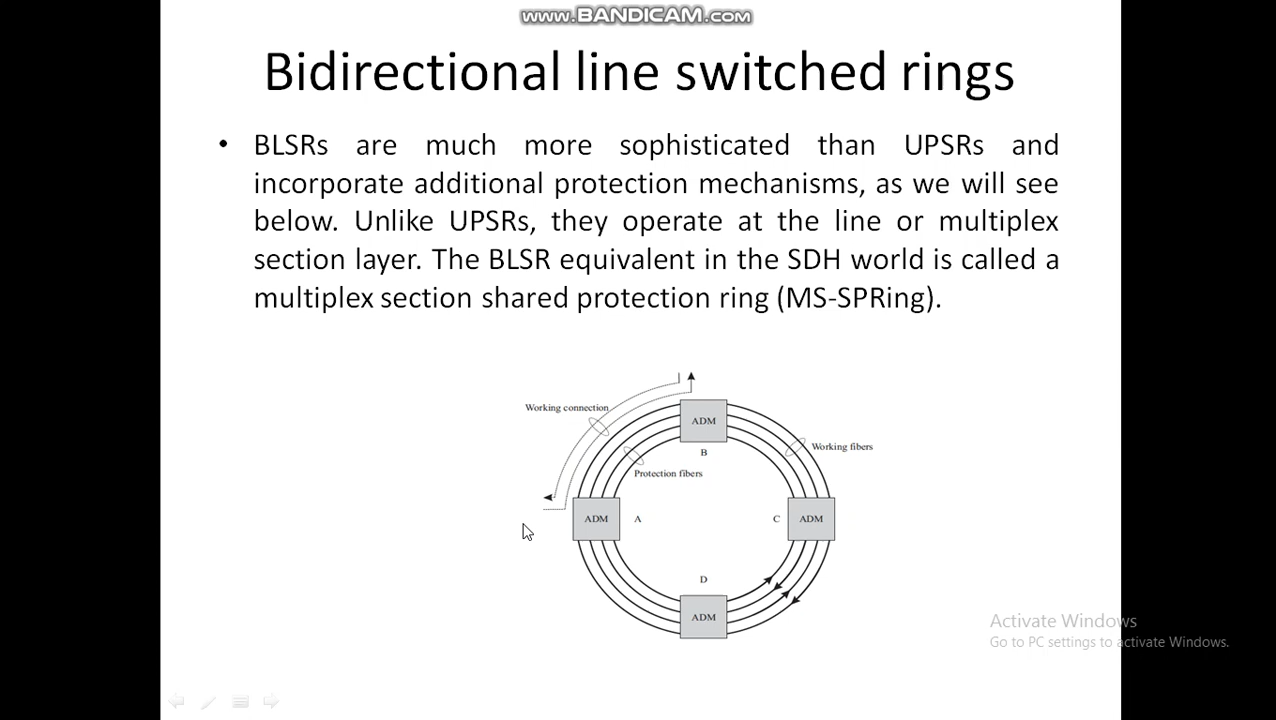 www.BANDICAM.com
Bidirectional line switched rings
• BLSRs are much more sophisticated than UPSRs and
incorporate additional protection mechanisms, as we will see
below. Unlike UPSRs, they operate at the line or multiplex
section layer. The BLSR equivalent in the SDH world is called a
multiplex section shared protection ring (MS-SPRing).
Working connection
ADM
B
Working fibers
Protection fibers
ADM
A
C
ADM
D
ADM
Activate Windows
Go to PC settings to activate Windows.